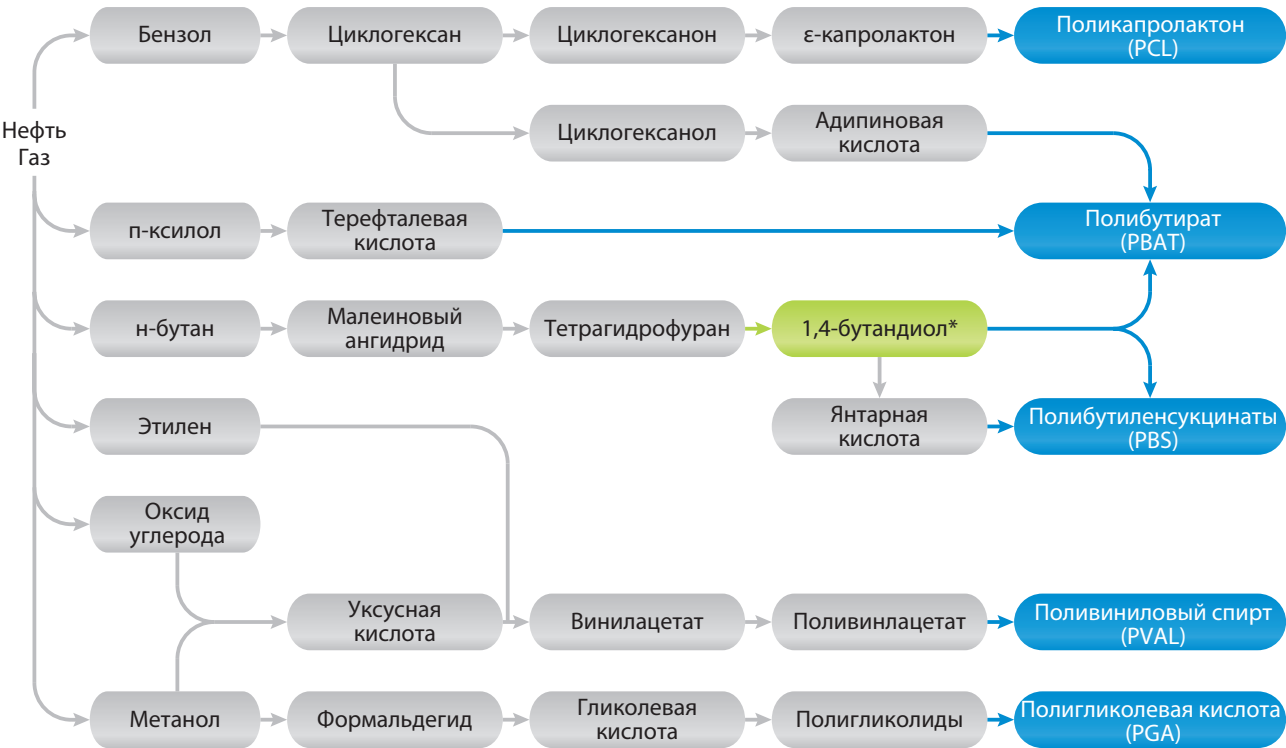 Бензол
Циклогексан
Циклогексанон
ε-капролактон
Поликапролактон
(PCL)
Нефть
Газ
Циклогексанол
Адипиновая
кислота
п-ксилол
Терефталевая
кислота
Полибутират
(PBAT)
н-бутан
Малеиновый
ангидрид
Тетрагидрофуран
1,4-бутандиол*
Этилен
Янтарная
кислота
Полибутиленсукцинаты
(PBS)
Оксид
углерода
Уксусная
кислота
Винилацетат
Поливинлацетат
Поливиниловый спирт
(PVAL)
Метанол
Формальдегид
Гликолевая
кислота
Полигликолиды
Полигликолевая кислота
(PGA)